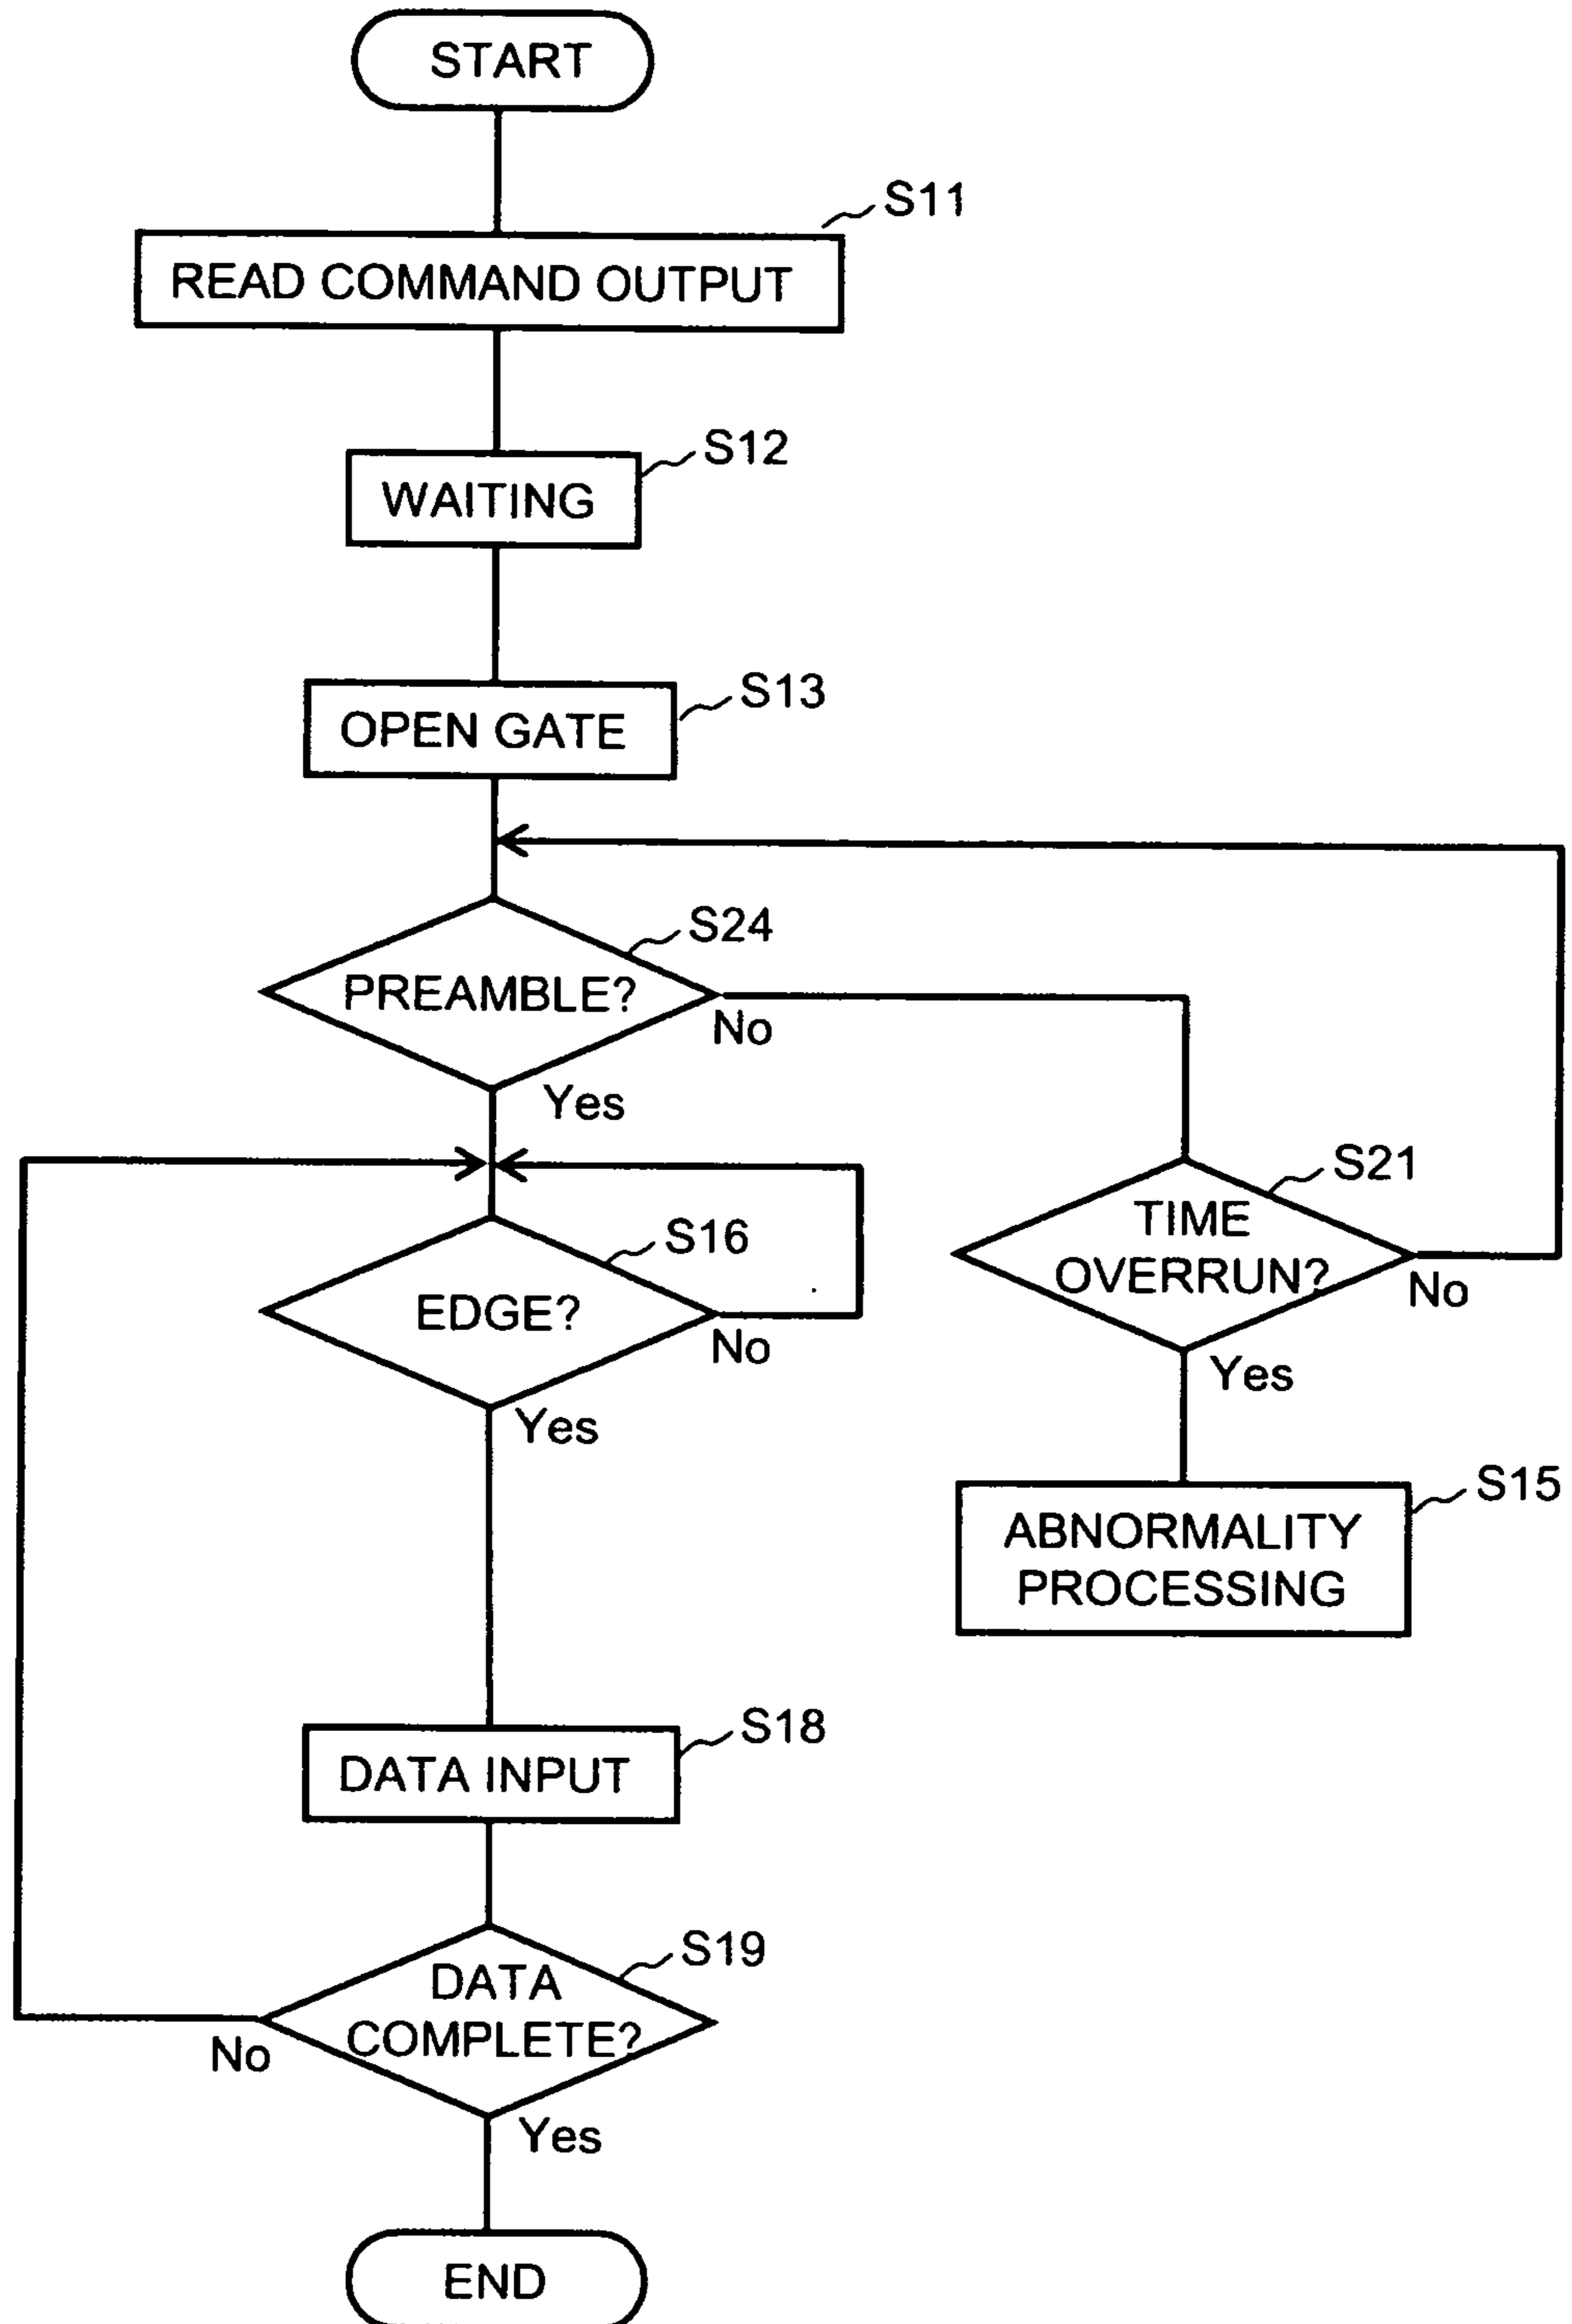 START
S11
READ COMMAND OUTPUT
S12
WAITING
S13
OPEN GATE
S24
PREAMBLE?
No
Yes
S21
TIME
OVERRUN?
No
Yes
S16
EDGE?
No
Yes
S15
ABNORMALITY
PROCESSING
S18
DATA INPUT
S19
DATA
COMPLETE?
No
Yes
END